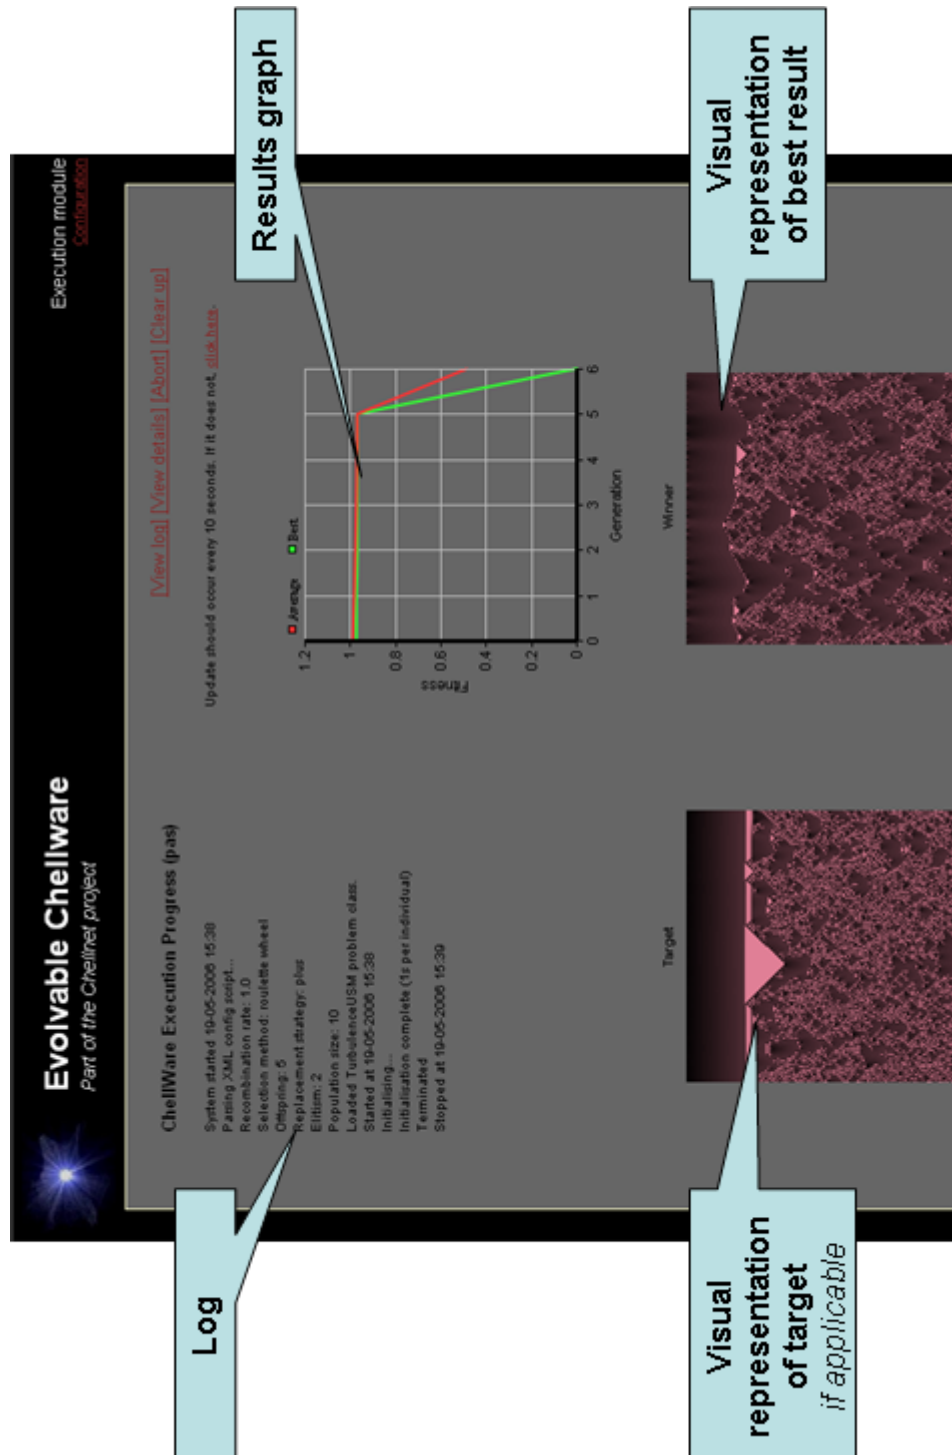 Evolvable Chellware
Part of the Chellnet project
Execution module
Configuration
ChellWare Execution Progress (pas)
[View log] [View details] [Abort] [Clear up]
System started 19-05-2006 15:38
Parsing XML config script...
Recombination rate: 1.0
Selection method: roulette wheel
Offspring: 5
Replacement strategy: plus
Elitism: 2
Population size: 10
Loaded TurbulenceUSM problem class.
Started at 19-05-2006 15:38
Initialising...
Initialisation complete (1s per individual)
Terminated
Stopped at 19-05-2006 15:39
Update should occur every 10 seconds. If it does not, click here.
Average
Best
1.2
1
0.8
0.6
0.4
0.2
0
Fitness
0 1 2 3 4 5 6
Generation
Target
Winner
Log
Results graph
Visual
representation
of target
if applicable
Visual
representation
of best result